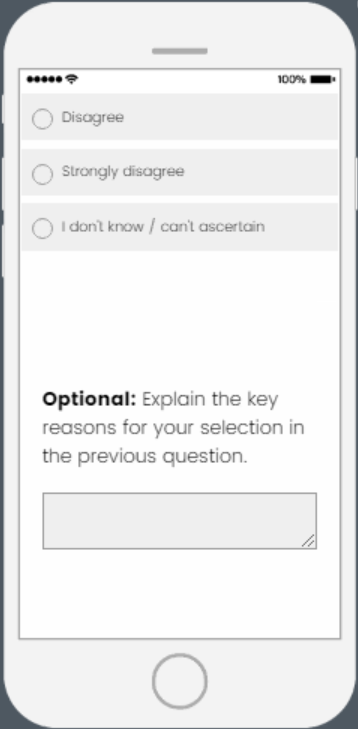 100%
Disagree
Strongly disagree
I don't know / can't ascertain
Optional: Explain the key
reasons for your selection in
the previous question.